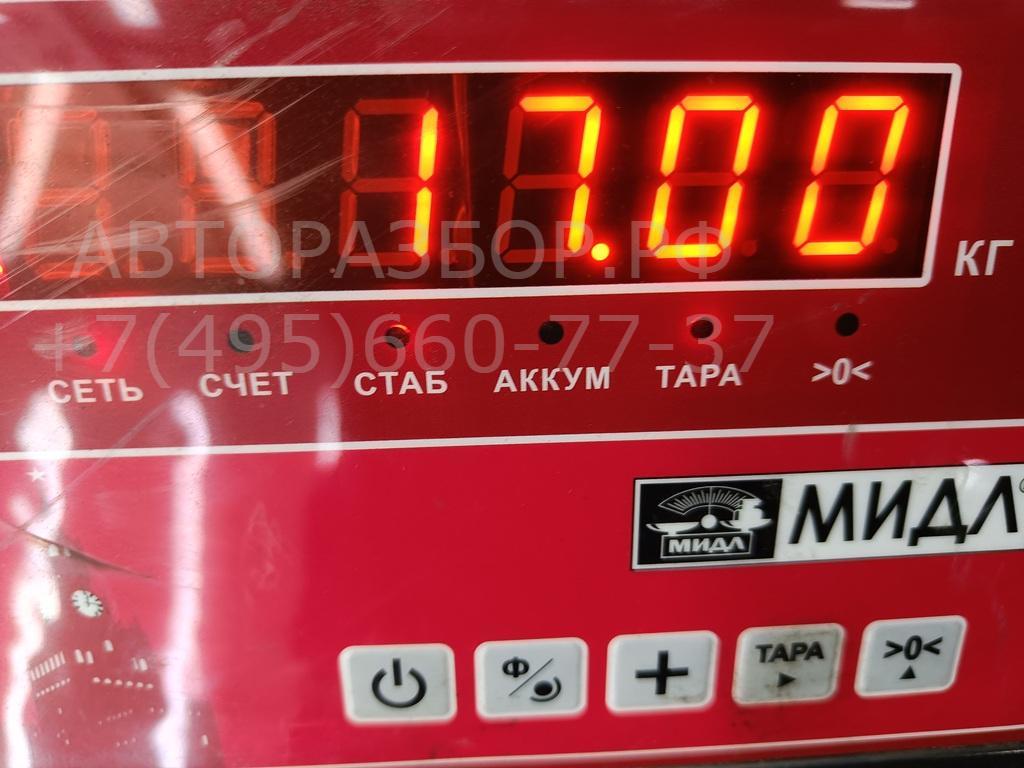 17.00
КГ
АВТОРАЗБОР.РФ
+7(495)660-77-37
СЕТЬ СЧЕТ СТАБ АККУМ ТАРА >0<
МИДЛ МИДЛ®
Ф ТАРА >0<